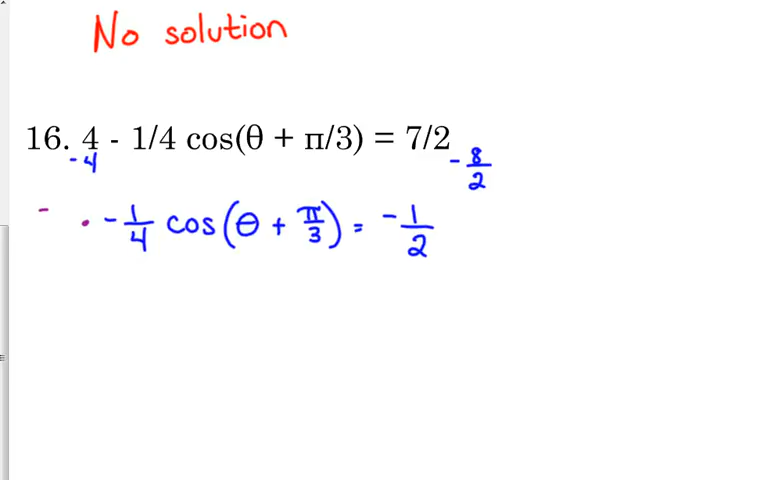 No solution
16. 4 - 1/4 cos(θ + π/3) = 7/2
-4 - 8/2
- · - 1/4 cos(θ + π/3) = - 1/2